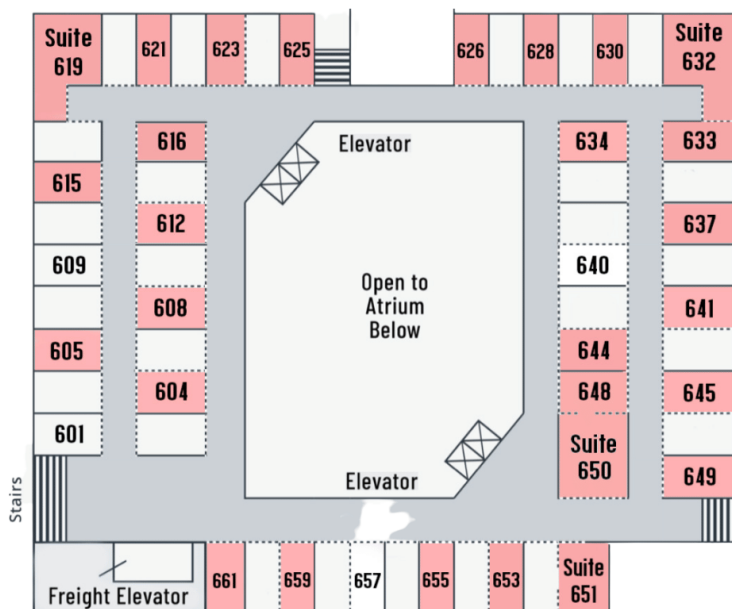 Suite
619
621
623
625
626
628
630
Suite
632
616
Elevator
634
633
615
612
637
609
Open to
Atrium
Below
640
608
641
605
644
604
648
645
601
Suite
650
Elevator
649
Stairs
Freight Elevator
661
659
657
655
653
Suite
651